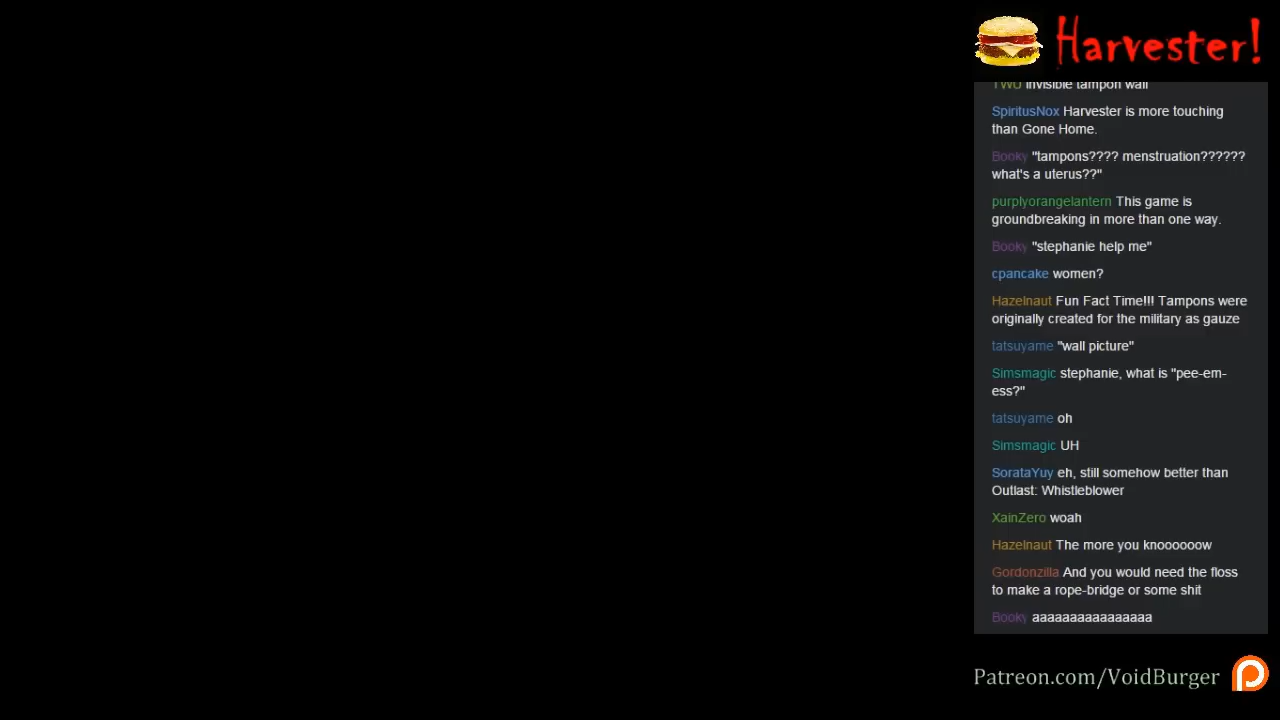 Harvester!
TWU invisible tampon wall
SpiritusNox Harvester is more touching
than Gone Home.
Booky "tampons???? menstruation??????
what's a uterus??"
purplyorangelantern This game is
groundbreaking in more than one way.
Booky "stephanie help me"
cpancake women?
Hazelnaut Fun Fact Time!!! Tampons were
originally created for the military as gauze
tatsuyame "wall picture"
Simsmagic stephanie, what is "pee-em-
ess?"
tatsuyame oh
Simsmagic UH
SorataYuy eh, still somehow better than
Outlast: Whistleblower
XainZero woah
Hazelnaut The more you knoooooow
Gordonzilla And you would need the floss
to make a rope-bridge or some shit
Booky aaaaaaaaaaaaaaaa
Patreon.com/VoidBurger